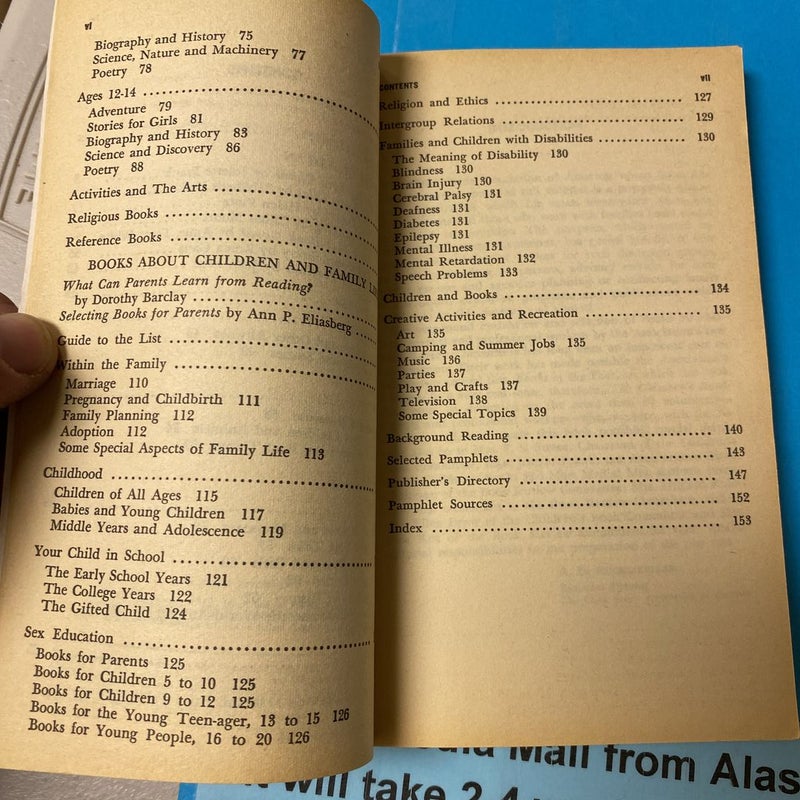 vi
Biography and History 75
Science, Nature and Machinery 77
Poetry 78
Ages 12-14 ........................................
Adventure 79
Stories for Girls 81
Biography and History 83
Science and Discovery 86
Poetry 88
Activities and The Arts ........................
Religious Books ................................
Reference Books ................................
BOOKS ABOUT CHILDREN AND FAMILY
What Can Parents Learn from Reading?
by Dorothy Barclay ............................
Selecting Books for Parents by Ann P. Eliasberg ....
Guide to the List ..............................
Within the Family ..............................
Marriage 110
Pregnancy and Childbirth 111
Family Planning 112
Adoption 112
Some Special Aspects of Family Life 113
Childhood ......................................
Children of All Ages 115
Babies and Young Children 117
Middle Years and Adolescence 119
Your Child in School ...........................
The Early School Years 121
The College Years 122
The Gifted Child 124
Sex Education ..................................
Books for Parents 125
Books for Children 5 to 10 125
Books for Children 9 to 12 125
Books for the Young Teen-ager, 13 to 15 126
Books for Young People, 16 to 20 126
CONTENTS vii
Religion and Ethics ............................ 127
Intergroup Relations ........................... 129
Families and Children with Disabilities ............ 130
The Meaning of Disability 130
Blindness 130
Brain Injury 130
Cerebral Palsy 131
Deafness 131
Diabetes 131
Epilepsy 131
Mental Illness 131
Mental Retardation 132
Speech Problems 133
Children and Books ............................. 134
Creative Activities and Recreation ............... 135
Art 135
Camping and Summer Jobs 135
Music 136
Parties 137
Play and Crafts 137
Television 138
Some Special Topics 139
Background Reading ............................. 140
Selected Pamphlets ............................. 143
Publisher's Directory .......................... 147
Pamphlet Sources ............................... 152
Index .......................................... 153
Mail from Alas
will take 2-4